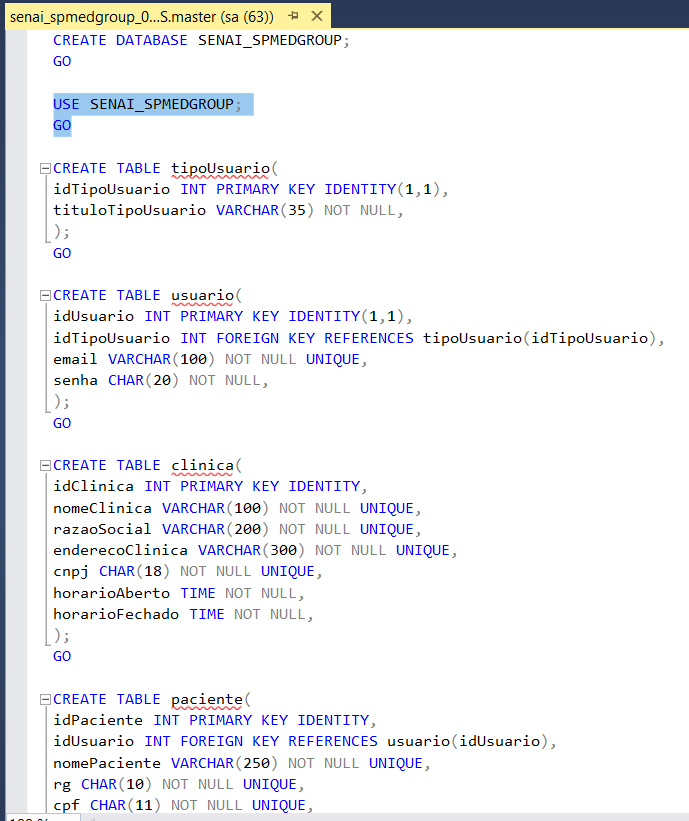 senai_spmedgroup_0...S.master (sa (63))
CREATE DATABASE SENAI_SPMEDGROUP;
GO
USE SENAI_SPMEDGROUP;
GO
CREATE TABLE tipoUsuario(
idTipoUsuario INT PRIMARY KEY IDENTITY(1,1),
tituloTipoUsuario VARCHAR(35) NOT NULL,
);
GO
CREATE TABLE usuario(
idUsuario INT PRIMARY KEY IDENTITY(1,1),
idTipoUsuario INT FOREIGN KEY REFERENCES tipoUsuario(idTipoUsuario),
email VARCHAR(100) NOT NULL UNIQUE,
senha CHAR(20) NOT NULL,
);
GO
CREATE TABLE clinica(
idClinica INT PRIMARY KEY IDENTITY,
nomeClinica VARCHAR(100) NOT NULL UNIQUE,
razaoSocial VARCHAR(200) NOT NULL UNIQUE,
enderecoClinica VARCHAR(300) NOT NULL UNIQUE,
cnpj CHAR(18) NOT NULL UNIQUE,
horarioAberto TIME NOT NULL,
horarioFechado TIME NOT NULL,
);
GO
CREATE TABLE paciente(
idPaciente INT PRIMARY KEY IDENTITY,
idUsuario INT FOREIGN KEY REFERENCES usuario(idUsuario),
nomePaciente VARCHAR(250) NOT NULL UNIQUE,
rg CHAR(10) NOT NULL UNIQUE,
cpf CHAR(11) NOT NULL UNIQUE,